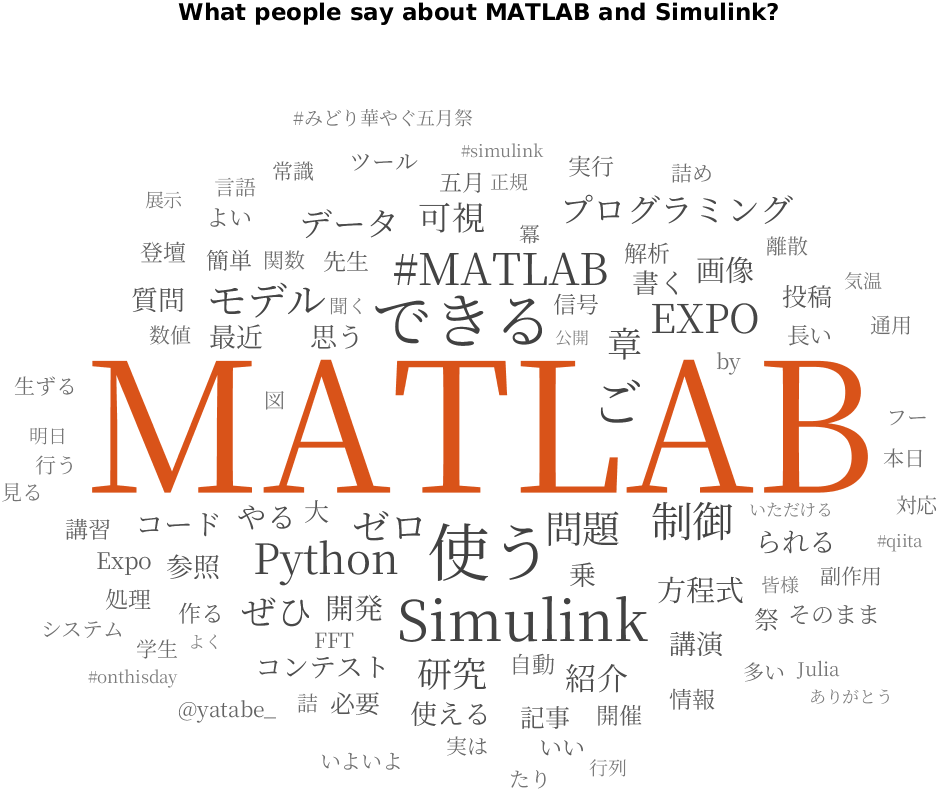 What people say about MATLAB and Simulink?
#みどり華やぐ五月祭
常識 ツール #simulink 実行 詰め
展示 言語 五月 正規
よい データ 可視 冪 プログラミング
登壇 簡単 関数 先生 #MATLAB 解析 離散
質問 モデル 聞く できる 信号 書く 画像 投稿 気温
数値 最近 思う 公開 章 EXPO 長い 通用
by
生ずる 図 ご
MATLAB
明日 フー
行う 本日
見る 対応
講習 コード やる 大 ゼロ 使う 問題 制御 いただける
られる #qiita
Expo 参照 Python 乗 方程式 皆様 副作用
処理 作る ぜひ 開発 Simulink 祭 そのまま
システム 学生 よく FFT 講演
#onthisday コンテスト 研究 自動 紹介 多い Julia
@yatabe_ 詰 必要 使える 記事 開催 情報 ありがとう
いよいよ 実は いい
たり 行列